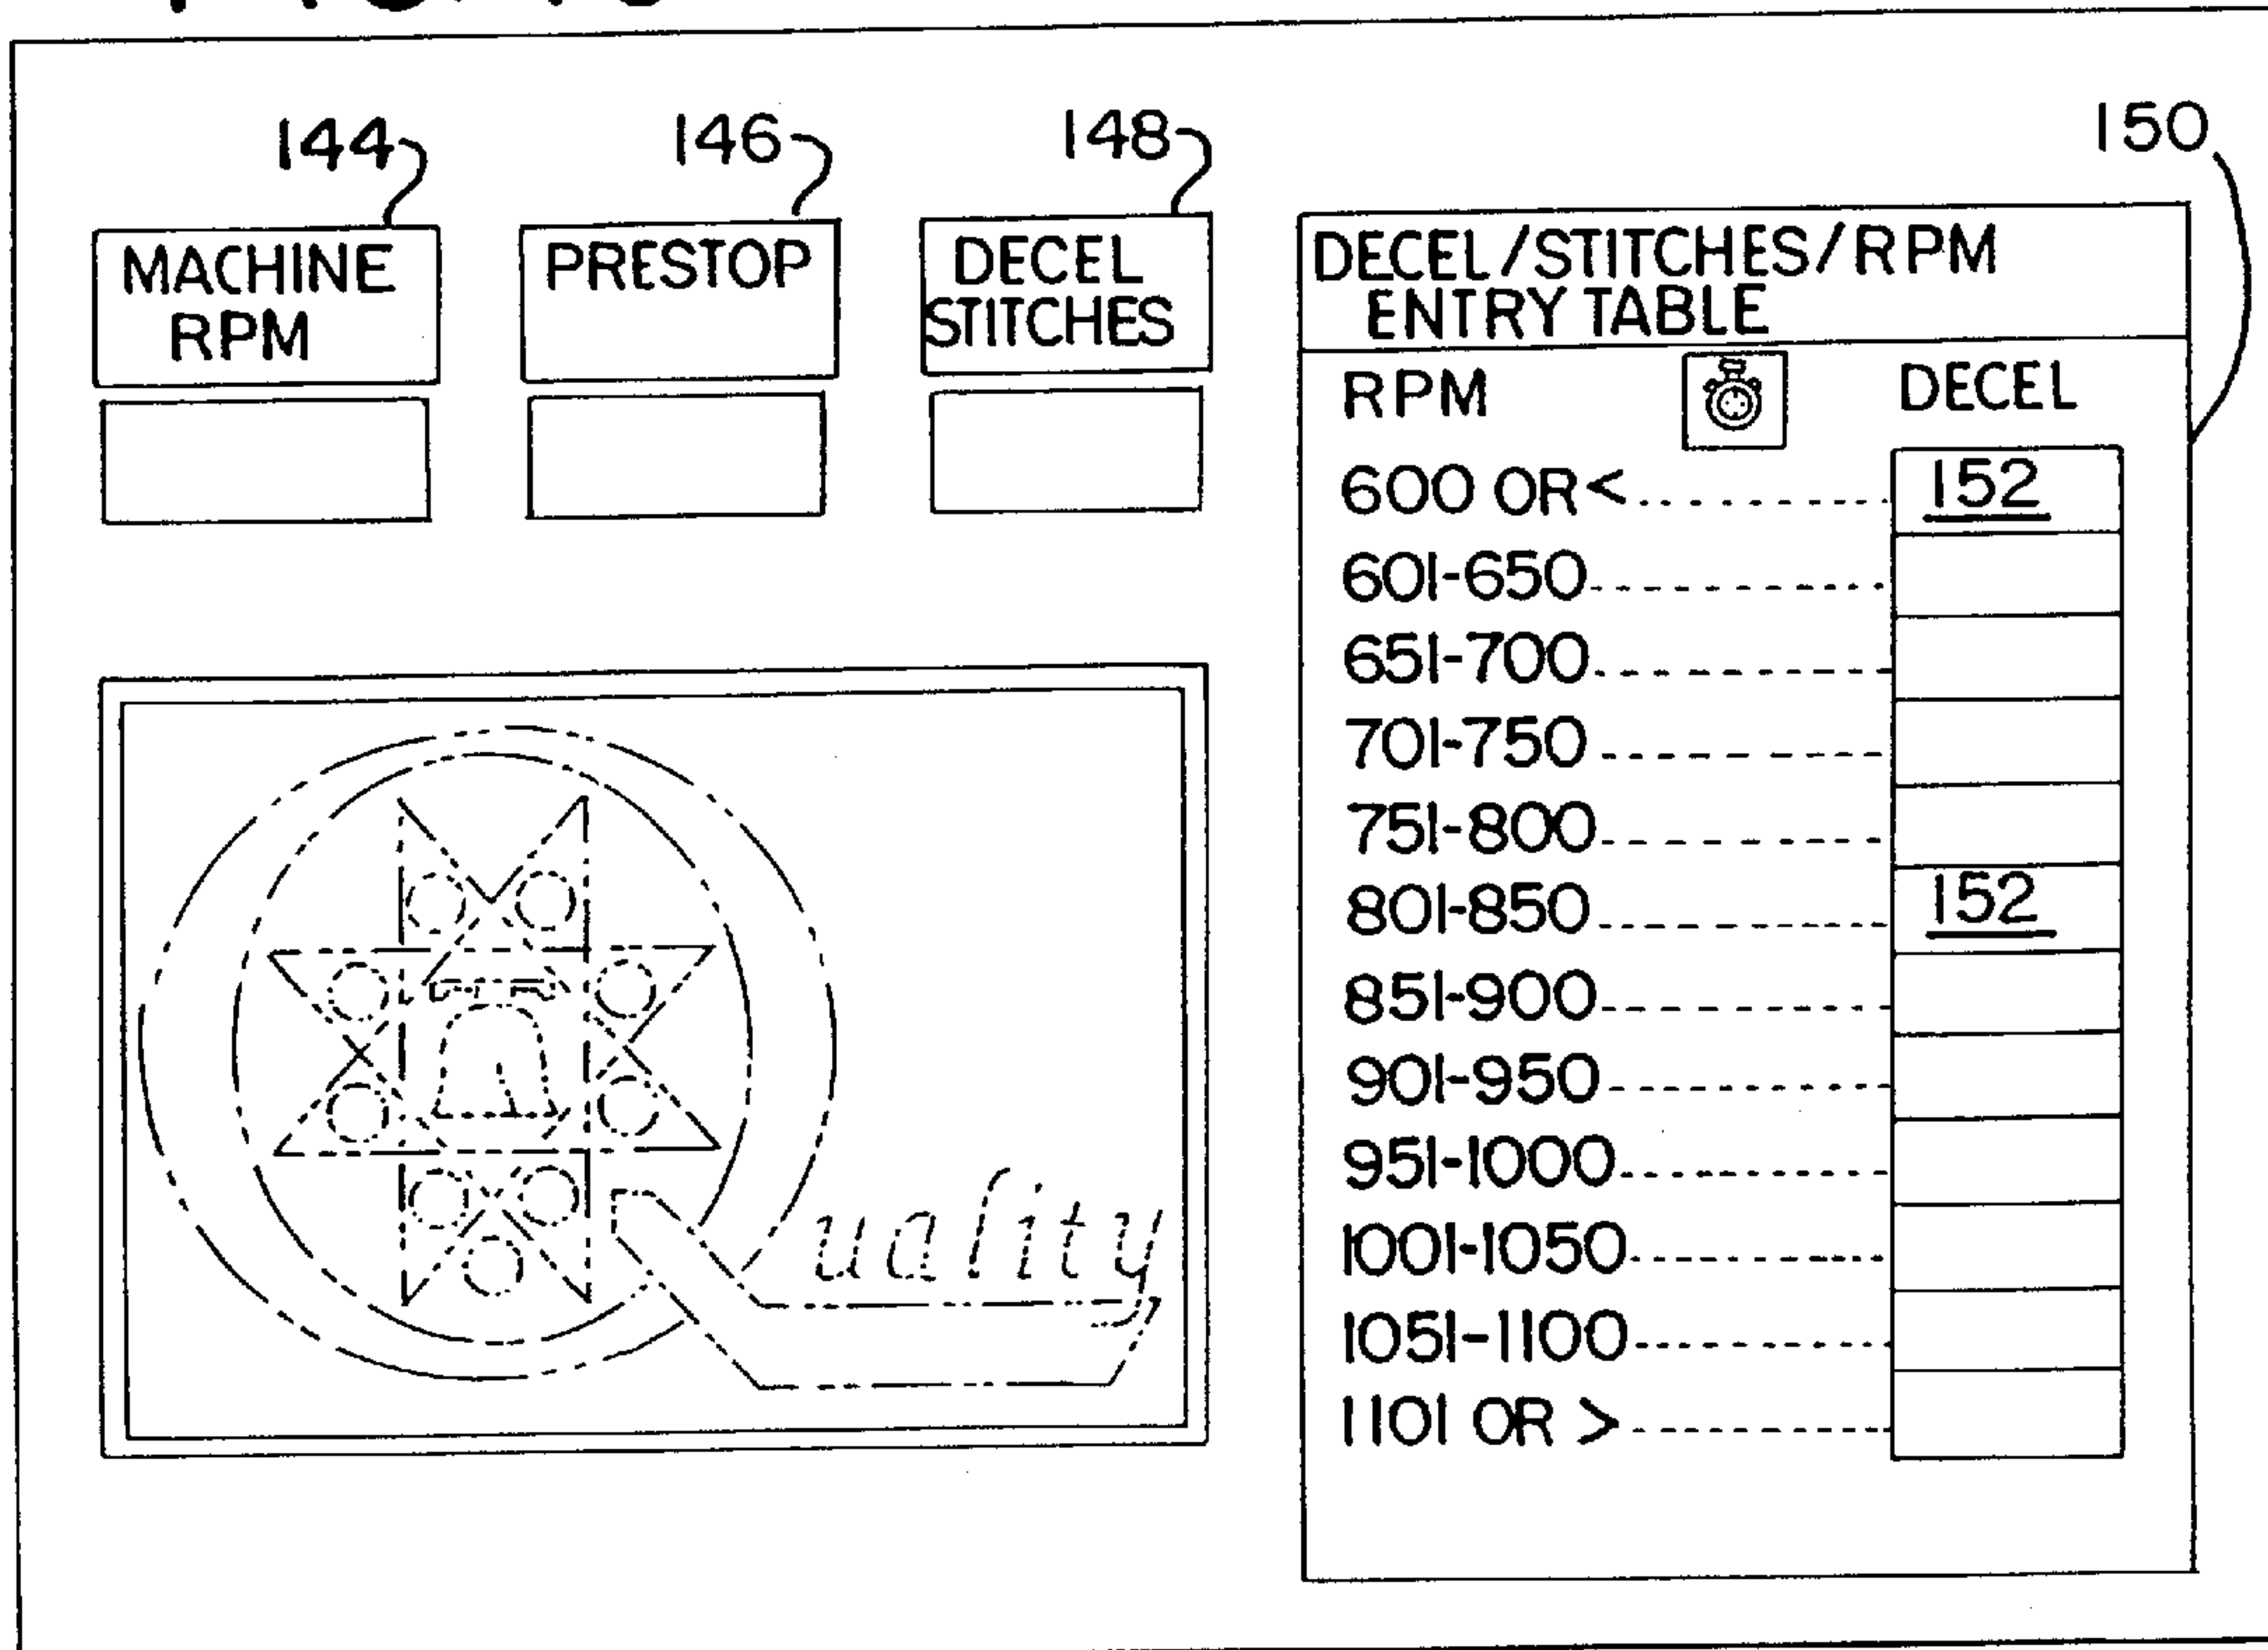 144
146
148
150
MACHINE
RPM
PRESTOP
DECEL
STITCHES
DECEL/STITCHES/RPM
ENTRY TABLE
RPM DECEL
600 OR < 152
601-650
651-700
701-750
751-800
801-850 152
851-900
901-950
951-1000
1001-1050
1051-1100
1101 OR >
uality